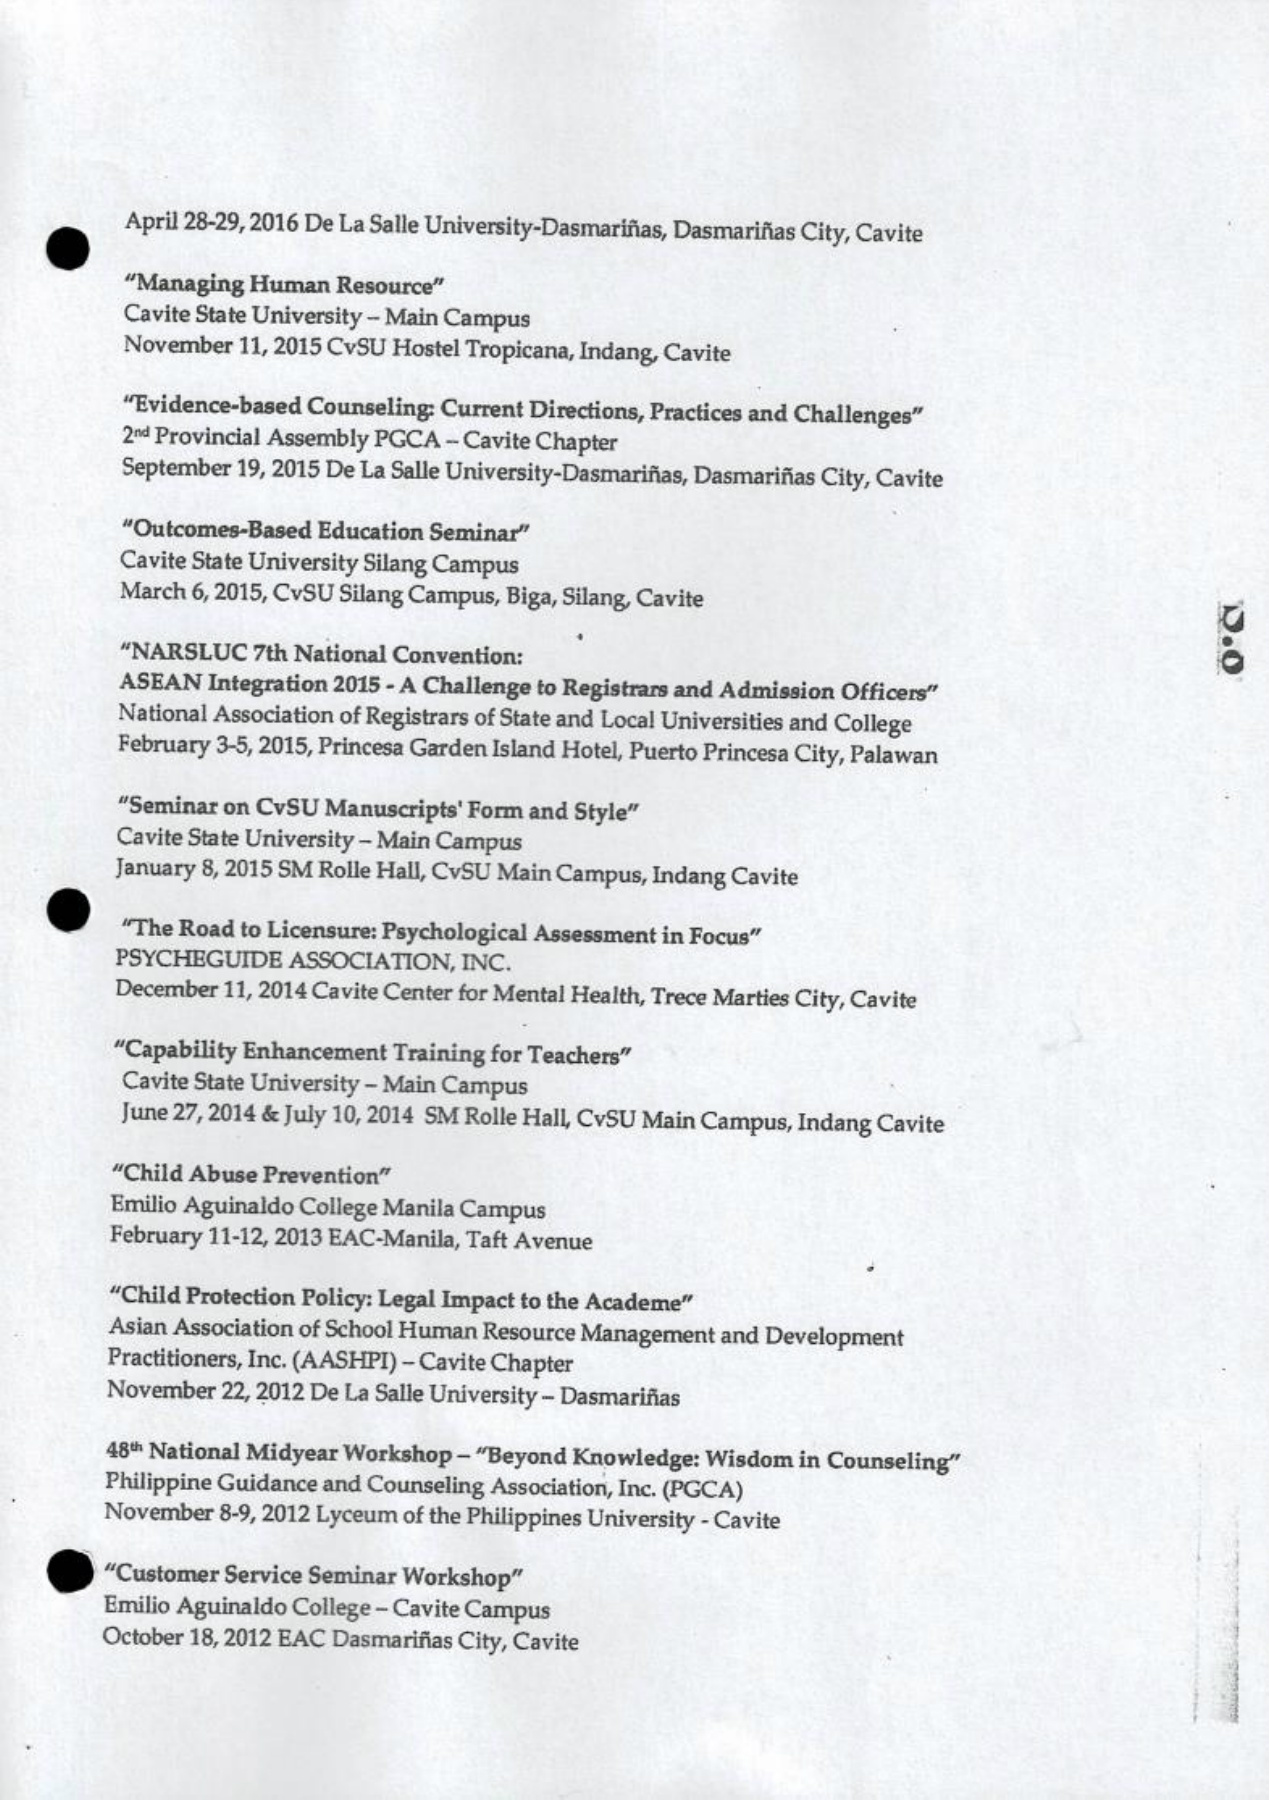 April 28-29, 2016 De La Salle University-Dasmariñas, Dasmariñas City, Cavite
"Managing Human Resource"
Cavite State University – Main Campus
November 11, 2015 CvSU Hostel Tropicana, Indang, Cavite
"Evidence-based Counseling: Current Directions, Practices and Challenges"
2nd Provincial Assembly PGCA – Cavite Chapter
September 19, 2015 De La Salle University-Dasmariñas, Dasmariñas City, Cavite
"Outcomes-Based Education Seminar"
Cavite State University Silang Campus
March 6, 2015, CvSU Silang Campus, Biga, Silang, Cavite
"NARSLUC 7th National Convention:
ASEAN Integration 2015 - A Challenge to Registrars and Admission Officers"
National Association of Registrars of State and Local Universities and College
February 3-5, 2015, Princesa Garden Island Hotel, Puerto Princesa City, Palawan
"Seminar on CvSU Manuscripts' Form and Style"
Cavite State University – Main Campus
January 8, 2015 SM Rolle Hall, CvSU Main Campus, Indang Cavite
"The Road to Licensure: Psychological Assessment in Focus"
PSYCHEGUIDE ASSOCIATION, INC.
December 11, 2014 Cavite Center for Mental Health, Trece Marties City, Cavite
"Capability Enhancement Training for Teachers"
Cavite State University – Main Campus
June 27, 2014 & July 10, 2014 SM Rolle Hall, CvSU Main Campus, Indang Cavite
"Child Abuse Prevention"
Emilio Aguinaldo College Manila Campus
February 11-12, 2013 EAC-Manila, Taft Avenue
"Child Protection Policy: Legal Impact to the Academe"
Asian Association of School Human Resource Management and Development
Practitioners, Inc. (AASHPI) – Cavite Chapter
November 22, 2012 De La Salle University – Dasmariñas
48th National Midyear Workshop – "Beyond Knowledge: Wisdom in Counseling"
Philippine Guidance and Counseling Association, Inc. (PGCA)
November 8-9, 2012 Lyceum of the Philippines University - Cavite
"Customer Service Seminar Workshop"
Emilio Aguinaldo College – Cavite Campus
October 18, 2012 EAC Dasmariñas City, Cavite